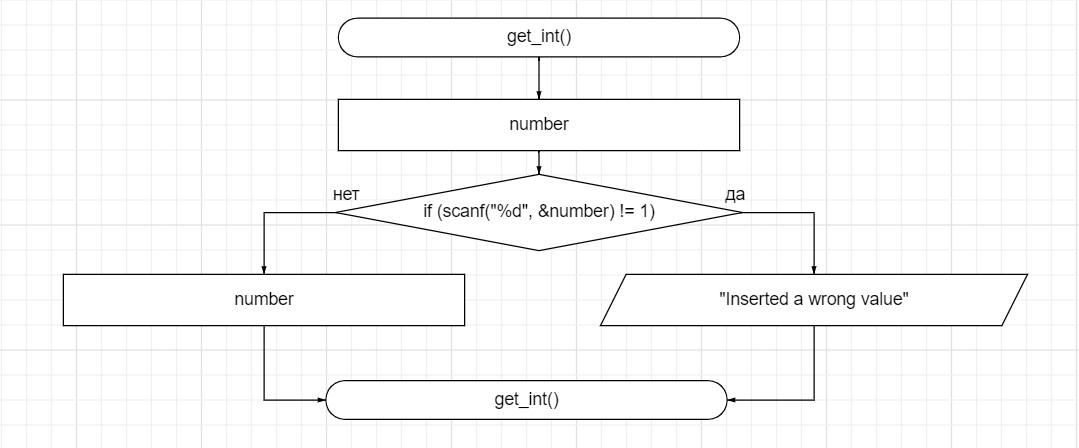 get_int()
number
нет
да
if (scanf("%d", &number) != 1)
number
"Inserted a wrong value"
get_int()